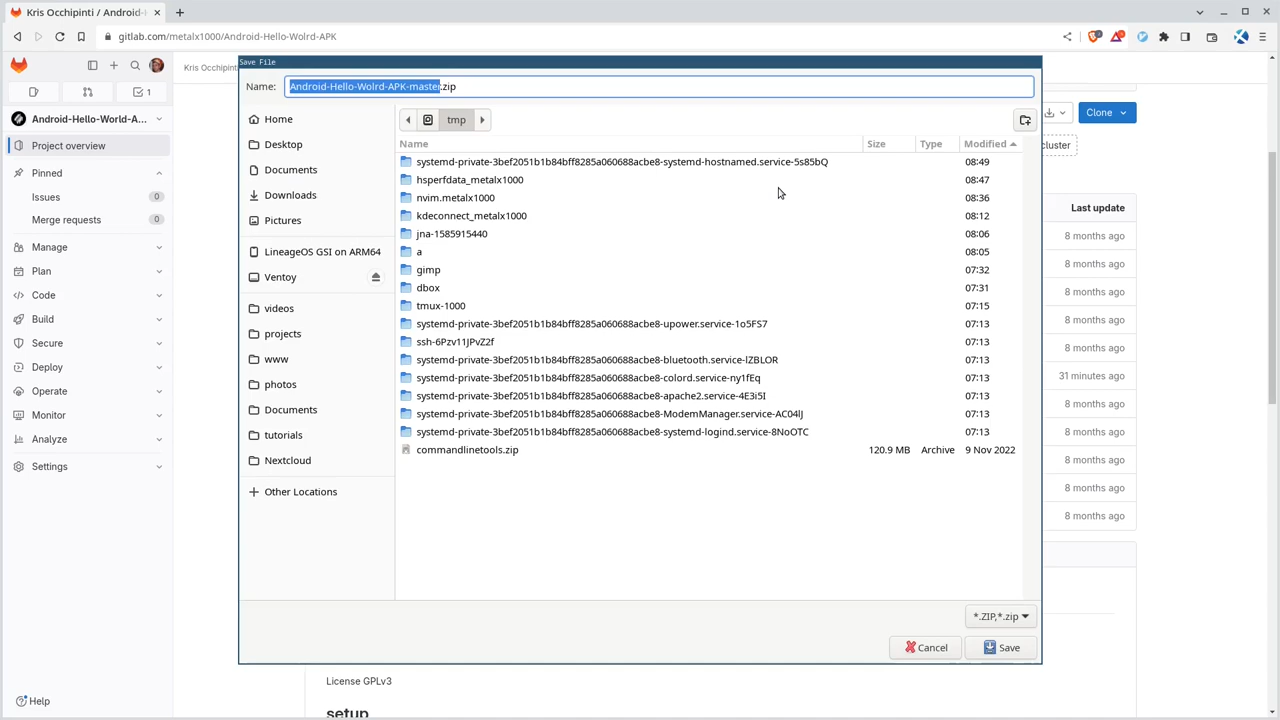 Kris Occhipinti / Android-
gitlab.com/metalx1000/Android-Hello-Wolrd-APK
Kris Occhipint
1
Android-Hello-World-A...
Project overview
Pinned
Issues 0
Merge requests 0
Manage
Plan
Code
Build
Secure
Deploy
Operate
Monitor
Analyze
Settings
Help
Save File
Name: Android-Hello-Wolrd-APK-master.zip
Home
Desktop
Documents
Downloads
Pictures
LineageOS GSI on ARM64
Ventoy
videos
projects
www
photos
Documents
tutorials
Nextcloud
Other Locations
tmp
Name Size Type Modified
systemd-private-3bef2051b1b84bff8285a060688acbe8-systemd-hostnamed.service-5s85bQ 08:49
hsperfdata_metalx1000 08:47
nvim.metalx1000 08:36
kdeconnect_metalx1000 08:12
jna-1585915440 08:06
a 08:05
gimp 07:32
dbox 07:31
tmux-1000 07:15
systemd-private-3bef2051b1b84bff8285a060688acbe8-upower.service-1o5FS7 07:13
ssh-6Pzv11JPvZ2f 07:13
systemd-private-3bef2051b1b84bff8285a060688acbe8-bluetooth.service-lZBLOR 07:13
systemd-private-3bef2051b1b84bff8285a060688acbe8-colord.service-ny1fEq 07:13
systemd-private-3bef2051b1b84bff8285a060688acbe8-apache2.service-4E3i5I 07:13
systemd-private-3bef2051b1b84bff8285a060688acbe8-ModemManager.service-AC04lJ 07:13
systemd-private-3bef2051b1b84bff8285a060688acbe8-systemd-logind.service-8NoOTC 07:13
commandlinetools.zip 120.9 MB Archive 9 Nov 2022
*.ZIP,*.zip
Cancel Save
Clone
cluster
Last update
8 months ago
8 months ago
8 months ago
8 months ago
8 months ago
31 minutes ago
8 months ago
8 months ago
8 months ago
8 months ago
8 months ago
License GPLv3
setup